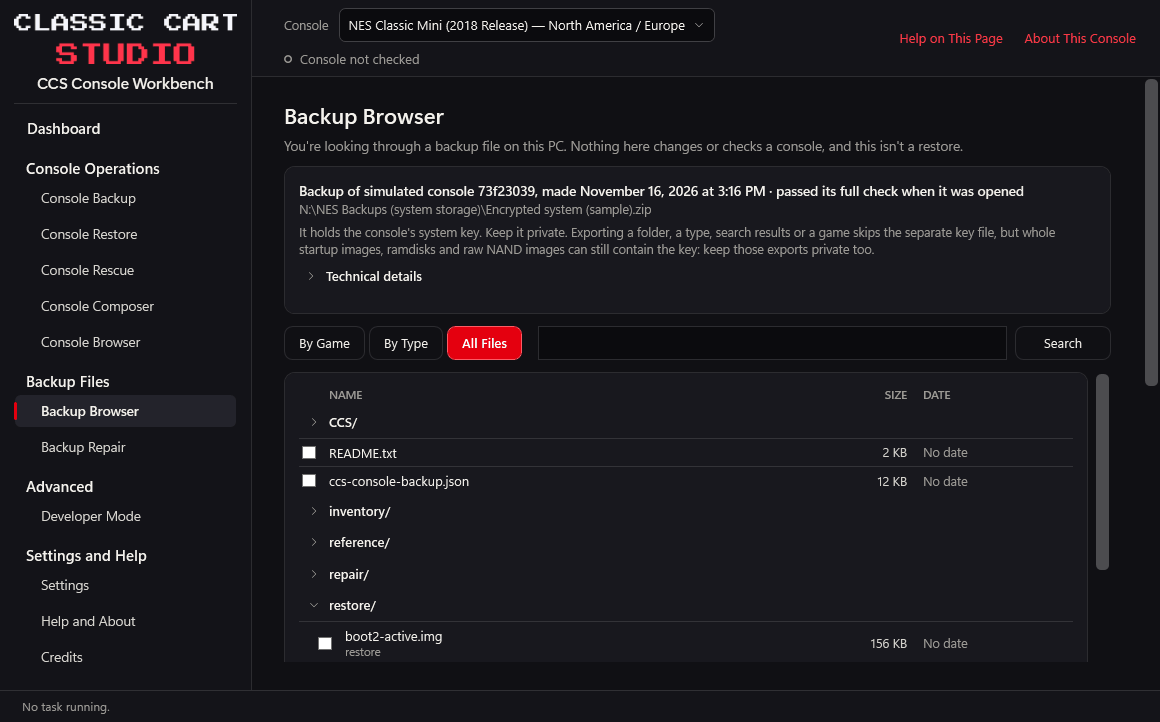 CLASSIC CART
STUDIO
CCS Console Workbench
Dashboard
Console Operations
Console Backup
Console Restore
Console Rescue
Console Composer
Console Browser
Backup Files
Backup Browser
Backup Repair
Advanced
Developer Mode
Settings and Help
Settings
Help and About
Credits
Console
NES Classic Mini (2018 Release) — North America / Europe
Console not checked
Help on This Page
About This Console
Backup Browser
You're looking through a backup file on this PC. Nothing here changes or checks a console, and this isn't a restore.
Backup of simulated console 73f23039, made November 16, 2026 at 3:16 PM · passed its full check when it was opened
N:\NES Backups (system storage)\Encrypted system (sample).zip
It holds the console's system key. Keep it private. Exporting a folder, a type, search results or a game skips the separate key file, but whole
startup images, ramdisks and raw NAND images can still contain the key: keep those exports private too.
Technical details
By Game
By Type
All Files
Search
NAME SIZE DATE
CCS/
README.txt 2 KB No date
ccs-console-backup.json 12 KB No date
inventory/
reference/
repair/
restore/
boot2-active.img 156 KB No date
restore
No task running.